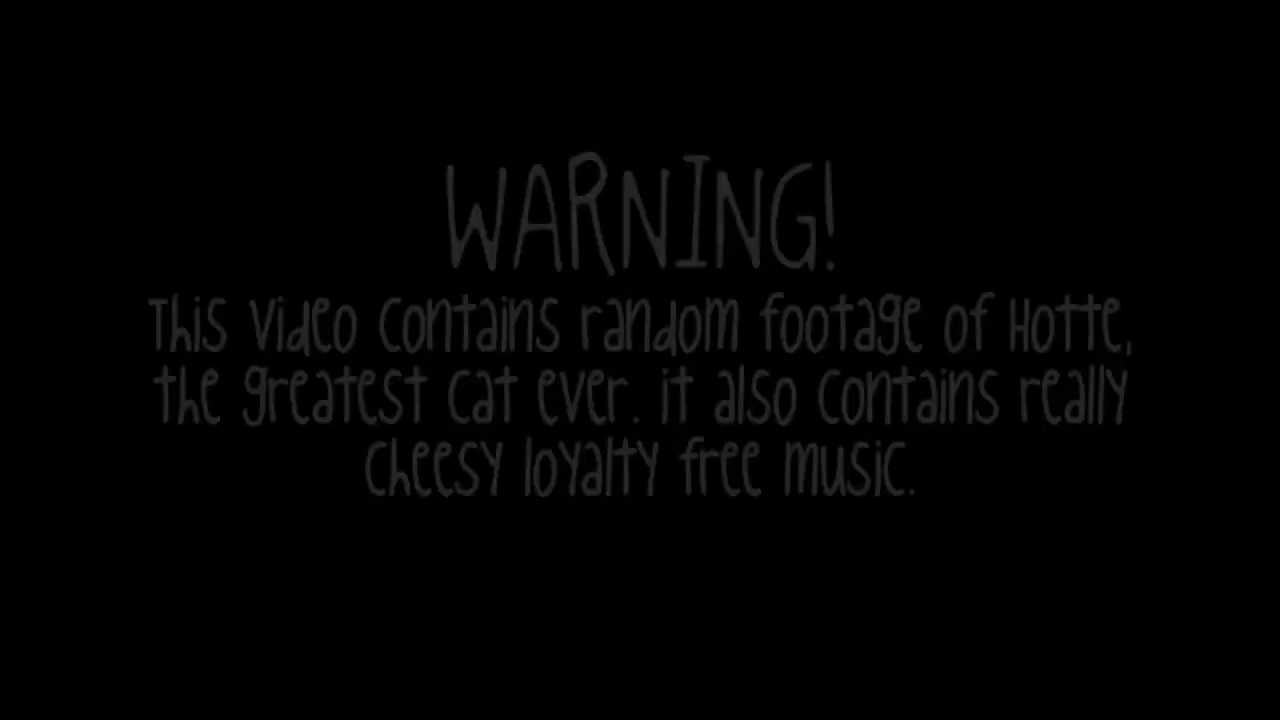 WARNING!
This video contains random footage of Hotte,
the greatest cat ever. it also contains really
cheesy loyalty free music.